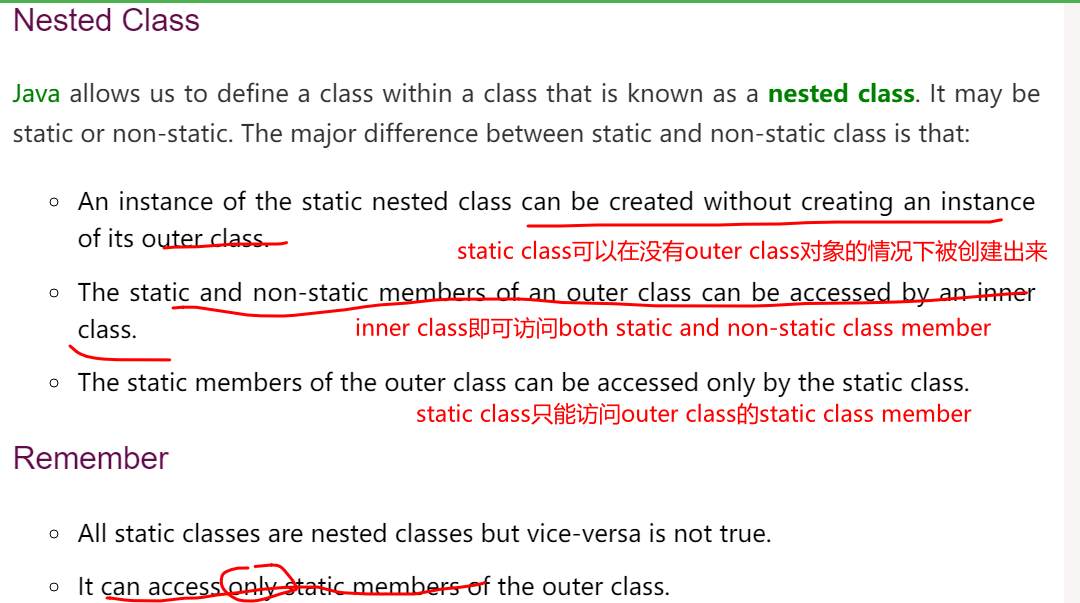 Nested Class
Java allows us to define a class within a class that is known as a nested class. It may be
static or non-static. The major difference between static and non-static class is that:
An instance of the static nested class can be created without creating an instance
of its outer class.
static class可以在没有outer class对象的情况下被创建出来
The static and non-static members of an outer class can be accessed by an inner
class.
inner class即可访问both static and non-static class member
The static members of the outer class can be accessed only by the static class.
static class只能访问outer class的static class member
Remember
All static classes are nested classes but vice-versa is not true.
It can access only static members of the outer class.